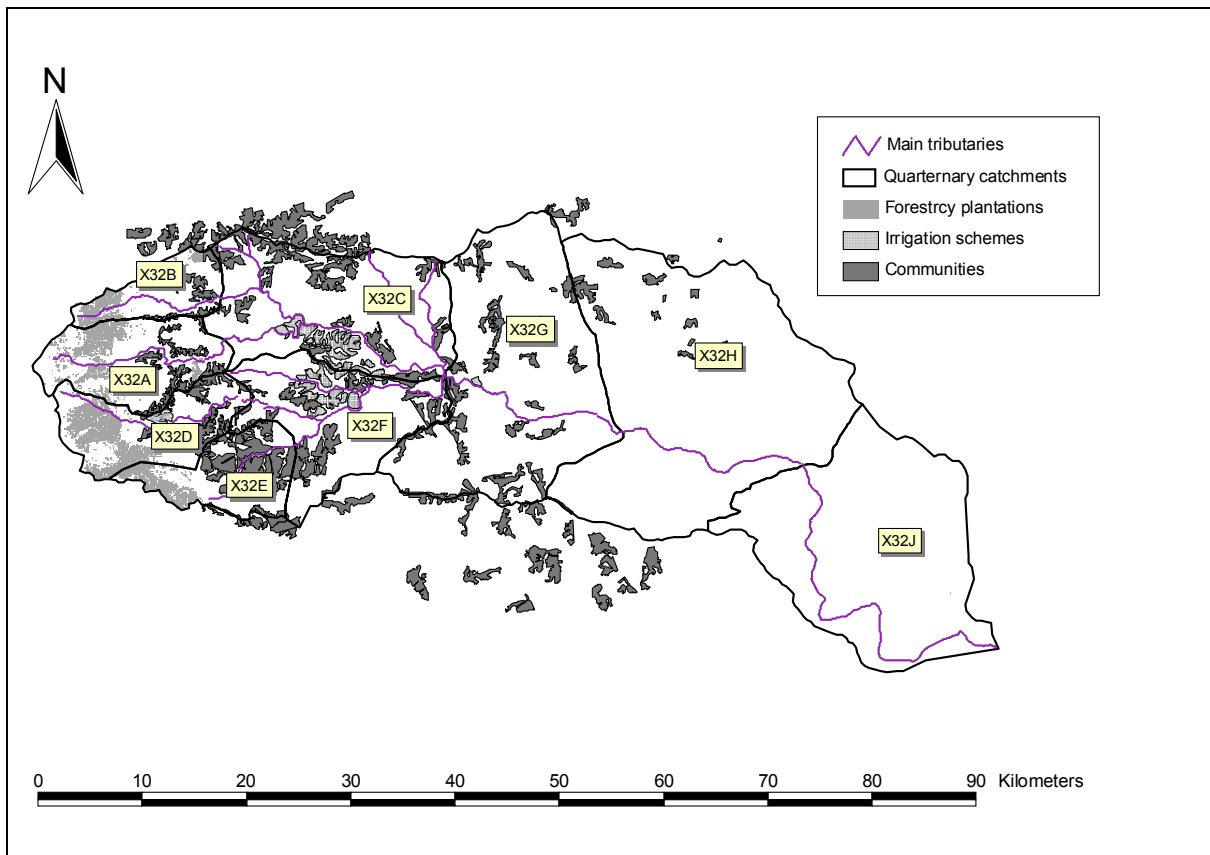 N
Main tributaries
Quarternary catchments
Forestrcy plantations
Irrigation schemes
Communities
X32B
X32C
X32G
X32H
X32A
X32F
X32D
X32E
X32J
0 10 20 30 40 50 60 70 80 90 Kilometers